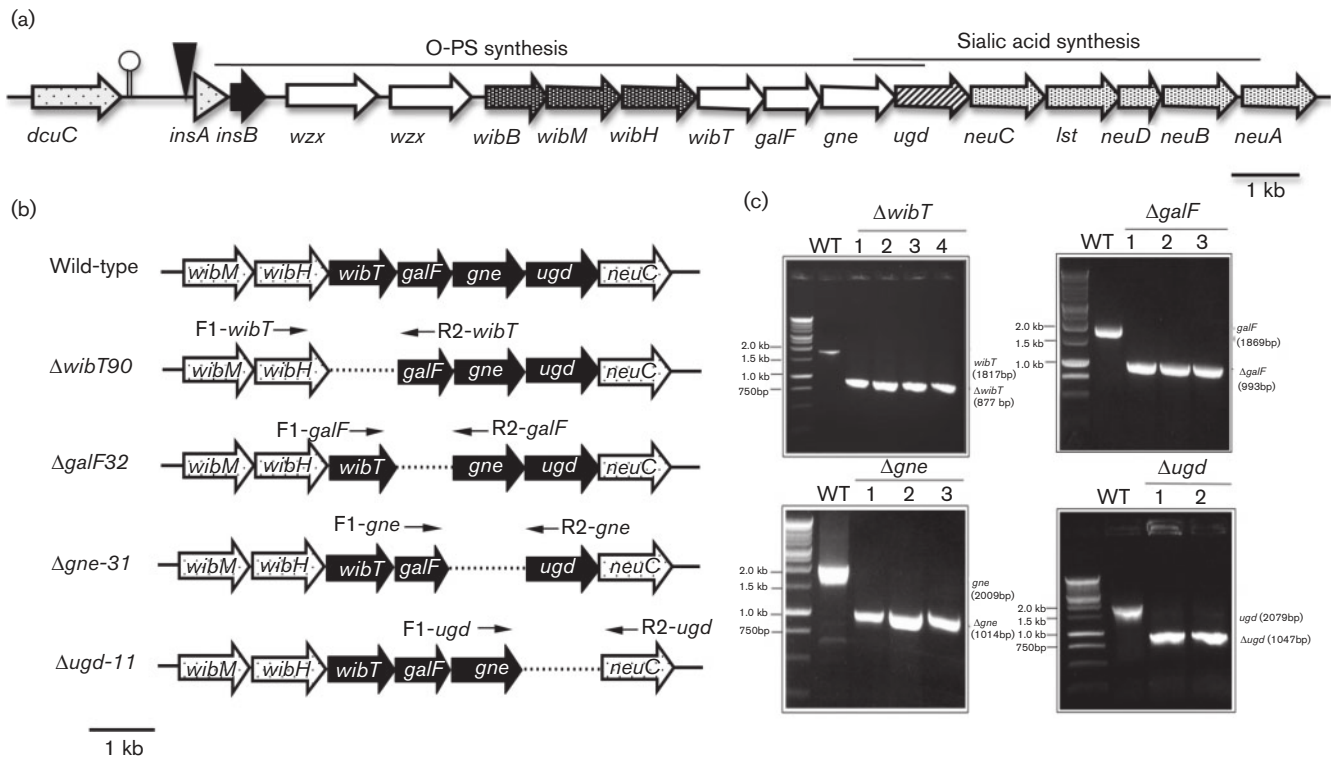 (a)
O-PS synthesis
Sialic acid synthesis
dcuC insA insB wzx wzx wibB wibM wibH wibT galF gne ugd neuC lst neuD neuB neuA
1 kb
(b)
Wild-type
wibM wibH wibT galF gne ugd neuC
F1-wibT R2-wibT
ΔwibT90
wibM wibH galF gne ugd neuC
F1-galF R2-galF
ΔgalF32
wibM wibH wibT gne ugd neuC
F1-gne R2-gne
Δgne-31
wibM wibH wibT galF ugd neuC
F1-ugd R2-ugd
Δugd-11
wibM wibH wibT galF gne neuC
1 kb
(c)
ΔwibT
WT 1 2 3 4
2.0 kb
1.5 kb
1.0 kb
750bp
wibT
(1817bp)
ΔwibT
(877 bp)
ΔgalF
WT 1 2 3
2.0 kb
1.5 kb
1.0 kb
galF
(1869bp)
ΔgalF
(993bp)
Δgne
WT 1 2 3
2.0 kb
1.5 kb
1.0 kb
750bp
gne
(2009bp)
Δgne
(1014bp)
Δugd
WT 1 2
2.0 kb
1.5 kb
1.0 kb
750bp
ugd (2079bp)
Δugd (1047bp)